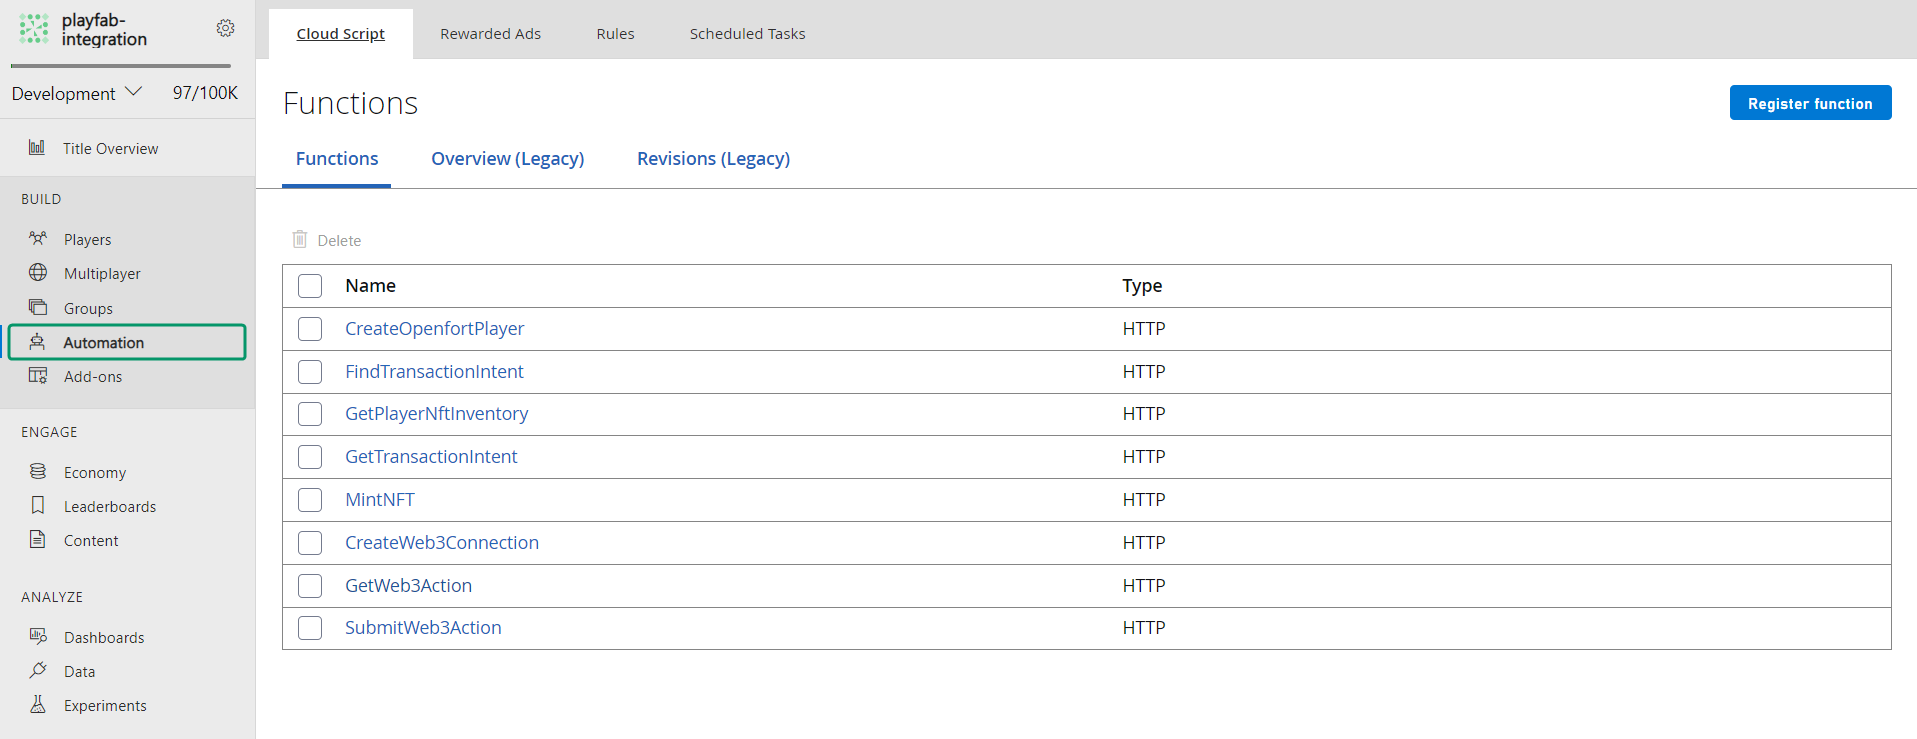 playfab-
integration
Development 97/100K
Title Overview
BUILD
Players
Multiplayer
Groups
Automation
Add-ons
ENGAGE
Economy
Leaderboards
Content
ANALYZE
Dashboards
Data
Experiments
Cloud Script Rewarded Ads Rules Scheduled Tasks
Functions
Register function
Functions Overview (Legacy) Revisions (Legacy)
Delete
Name Type
CreateOpenfortPlayer HTTP
FindTransactionIntent HTTP
GetPlayerNftInventory HTTP
GetTransactionIntent HTTP
MintNFT HTTP
CreateWeb3Connection HTTP
GetWeb3Action HTTP
SubmitWeb3Action HTTP